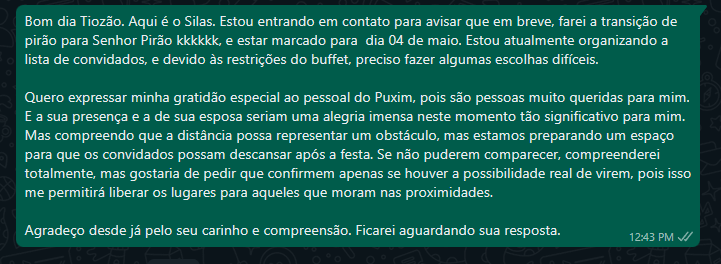 Bom dia Tiozão. Aqui é o Silas. Estou entrando em contato para avisar que em breve, farei a transição de
pirão para Senhor Pirão kkkkkk, e estar marcado para  dia 04 de maio. Estou atualmente organizando a
lista de convidados, e devido às restrições do buffet, preciso fazer algumas escolhas difíceis.

Quero expressar minha gratidão especial ao pessoal do Puxim, pois são pessoas muito queridas para mim.
E a sua presença e a de sua esposa seriam uma alegria imensa neste momento tão significativo para mim.
Mas compreendo que a distância possa representar um obstáculo, mas estamos preparando um espaço
para que os convidados possam descansar após a festa. Se não puderem comparecer, compreenderei
totalmente, mas gostaria de pedir que confirmem apenas se houver a possibilidade real de virem, pois isso
me permitirá liberar os lugares para aqueles que moram nas proximidades.

Agradeço desde já pelo seu carinho e compreensão. Ficarei aguardando sua resposta.
12:43 PM